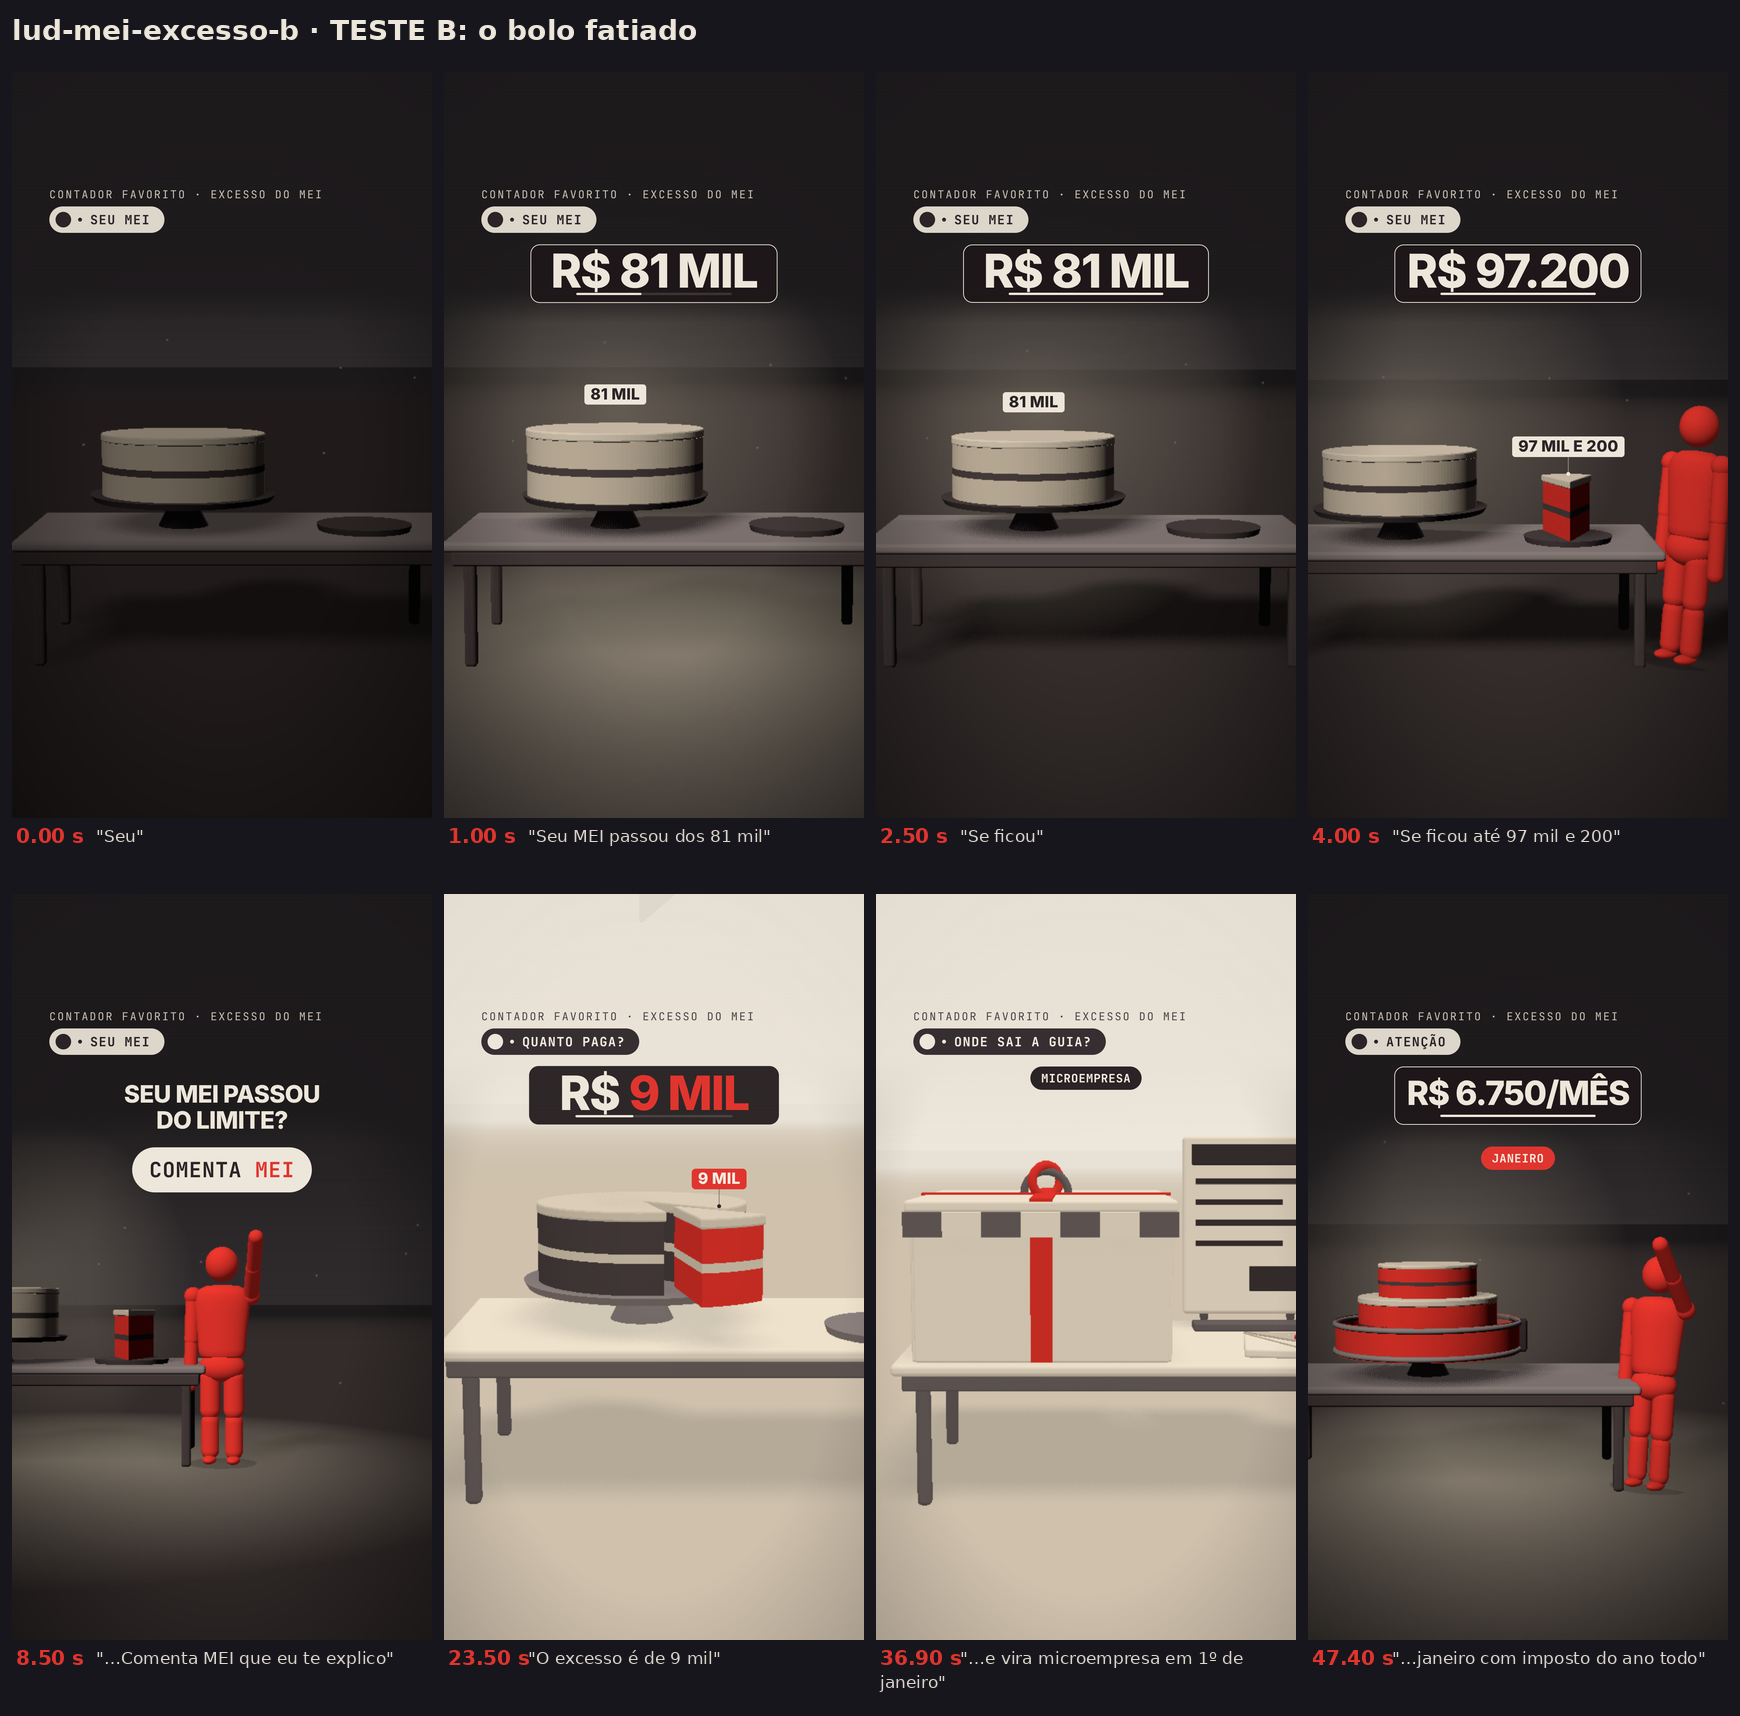 lud-mei-excesso-b · TESTE B: o bolo fatiado
CONTADOR FAVORITO · EXCESSO DO MEI
• SEU MEI
0.00 s "Seu"
CONTADOR FAVORITO · EXCESSO DO MEI
• SEU MEI
R$ 81 MIL
81 MIL
1.00 s "Seu MEI passou dos 81 mil"
CONTADOR FAVORITO · EXCESSO DO MEI
• SEU MEI
R$ 81 MIL
81 MIL
2.50 s "Se ficou"
CONTADOR FAVORITO · EXCESSO DO MEI
• SEU MEI
R$ 97.200
97 MIL E 200
4.00 s "Se ficou até 97 mil e 200"
CONTADOR FAVORITO · EXCESSO DO MEI
• SEU MEI
SEU MEI PASSOU
DO LIMITE?
COMENTA MEI
8.50 s "...Comenta MEI que eu te explico"
CONTADOR FAVORITO · EXCESSO DO MEI
• QUANTO PAGA?
R$ 9 MIL
9 MIL
23.50 s "O excesso é de 9 mil"
CONTADOR FAVORITO · EXCESSO DO MEI
• ONDE SAI A GUIA?
MICROEMPRESA
36.90 s "...e vira microempresa em 1º de
janeiro"
CONTADOR FAVORITO · EXCESSO DO MEI
• ATENÇÃO
R$ 6.750/MÊS
JANEIRO
47.40 s "...janeiro com imposto do ano todo"